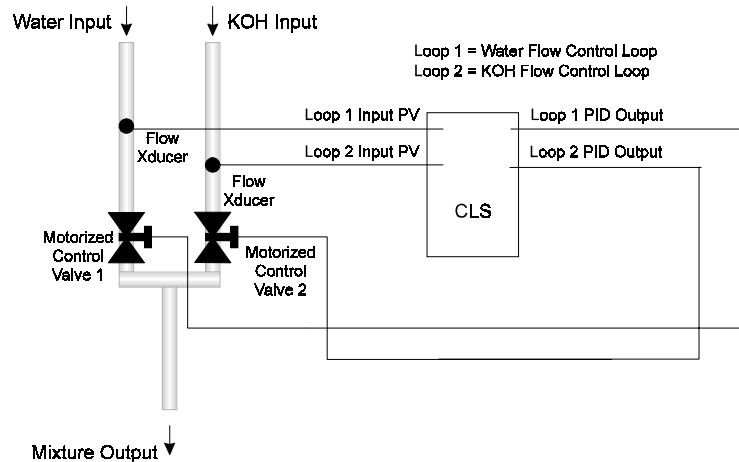 Water Input
KOH Input
Loop 1 = Water Flow Control Loop
Loop 2 = KOH Flow Control Loop
Loop 1 Input PV
Loop 1 PID Output
Flow
Xducer
Loop 2 Input PV
Loop 2 PID Output
Flow
Xducer
CLS
Motorized
Control
Valve 1
Motorized
Control
Valve 2
Mixture Output